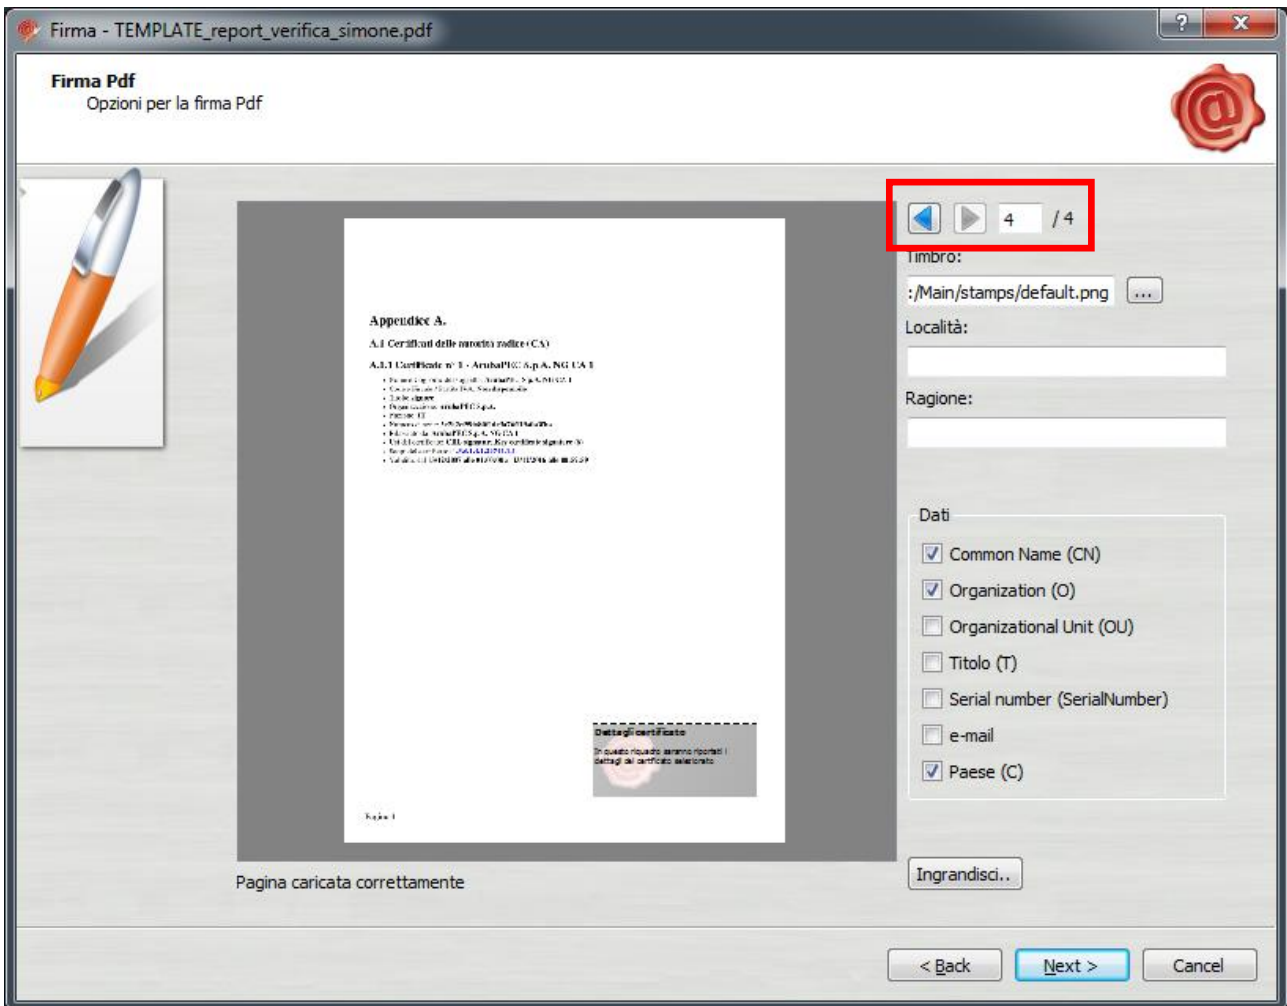 Firma - TEMPLATE_report_verifica_simone.pdf
Firma Pdf
Opzioni per la firma Pdf
4 / 4
Timbro:
:/Main/stamps/default.png ...
Località:
Ragione:
Dati
Common Name (CN)
Organization (O)
Organizational Unit (OU)
Titolo (T)
Serial number (SerialNumber)
e-mail
Paese (C)
Ingrandisci..
Appendice A.
A.1 Certificati delle autorità radice (CA)
A.1.1 Certificato n° 1 - ArubaPEC S.p.A. NG CA 1
Dettagli certificato
In questo riquadro saranno riportati i
dettagli del certificato selezionato
Pagina caricata correttamente
< Back
Next >
Cancel